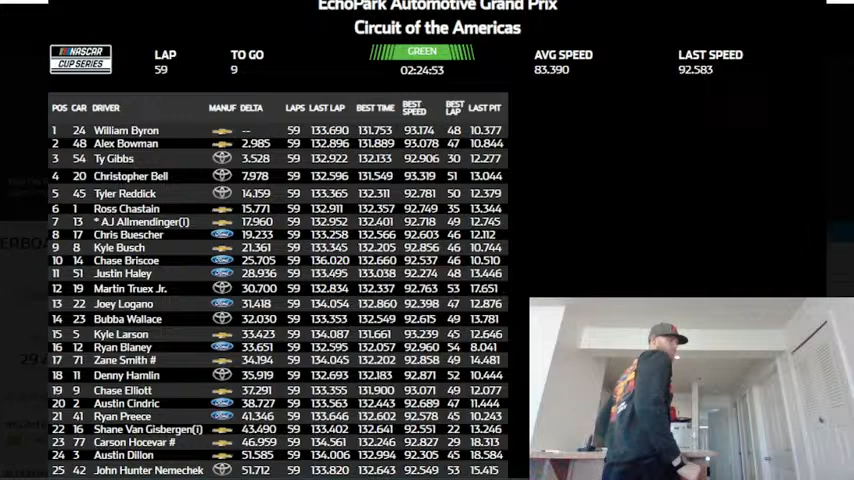 EchoPark Automotive Grand Prix
Circuit of the Americas
NASCAR CUP SERIES LAP TO GO GREEN AVG SPEED LAST SPEED
59 9 02:24:53 83.390 92.583
POS CAR DRIVER MANUF DELTA LAPS LAST LAP BEST TIME BEST SPEED BEST LAP LAST PIT
1 24 William Byron -- 59 133.690 131.753 93.174 48 10.377
2 48 Alex Bowman 2.985 59 132.896 131.889 93.078 47 10.844
3 54 Ty Gibbs 3.528 59 132.922 132.133 92.906 30 12.277
4 20 Christopher Bell 7.978 59 132.596 131.549 93.319 51 13.044
5 45 Tyler Reddick 14.159 59 133.365 132.311 92.781 50 12.379
6 1 Ross Chastain 15.771 59 132.911 132.357 92.749 35 13.344
7 13 * AJ Allmendinger(i) 17.960 59 132.952 132.401 92.718 49 12.745
8 17 Chris Buescher 19.233 59 133.258 132.566 92.603 46 12.112
9 8 Kyle Busch 21.361 59 133.345 132.205 92.856 46 10.744
10 14 Chase Briscoe 25.705 59 136.020 132.660 92.537 46 10.510
11 51 Justin Haley 28.936 59 133.495 133.038 92.274 48 13.446
12 19 Martin Truex Jr. 30.700 59 132.834 132.337 92.763 53 17.651
13 22 Joey Logano 31.418 59 134.054 132.860 92.398 47 12.876
14 23 Bubba Wallace 32.030 59 133.353 132.549 92.615 49 13.781
15 5 Kyle Larson 33.423 59 134.087 131.661 93.239 45 12.646
16 12 Ryan Blaney 33.651 59 132.595 132.057 92.960 54 8.041
17 71 Zane Smith # 34.194 59 134.045 132.202 92.858 49 14.481
18 11 Denny Hamlin 35.919 59 132.693 132.183 92.871 52 10.444
19 9 Chase Elliott 37.291 59 133.355 131.900 93.071 49 12.077
20 2 Austin Cindric 38.727 59 133.563 132.443 92.689 47 11.444
21 41 Ryan Preece 41.346 59 133.646 132.602 92.578 45 10.243
22 16 Shane Van Gisbergen(i) 43.490 59 133.402 132.641 92.551 22 13.246
23 77 Carson Hocevar # 46.959 59 134.561 132.246 92.827 29 18.313
24 3 Austin Dillon 51.585 59 134.006 132.994 92.305 45 18.584
25 42 John Hunter Nemechek 51.712 59 133.820 132.643 92.549 53 15.415